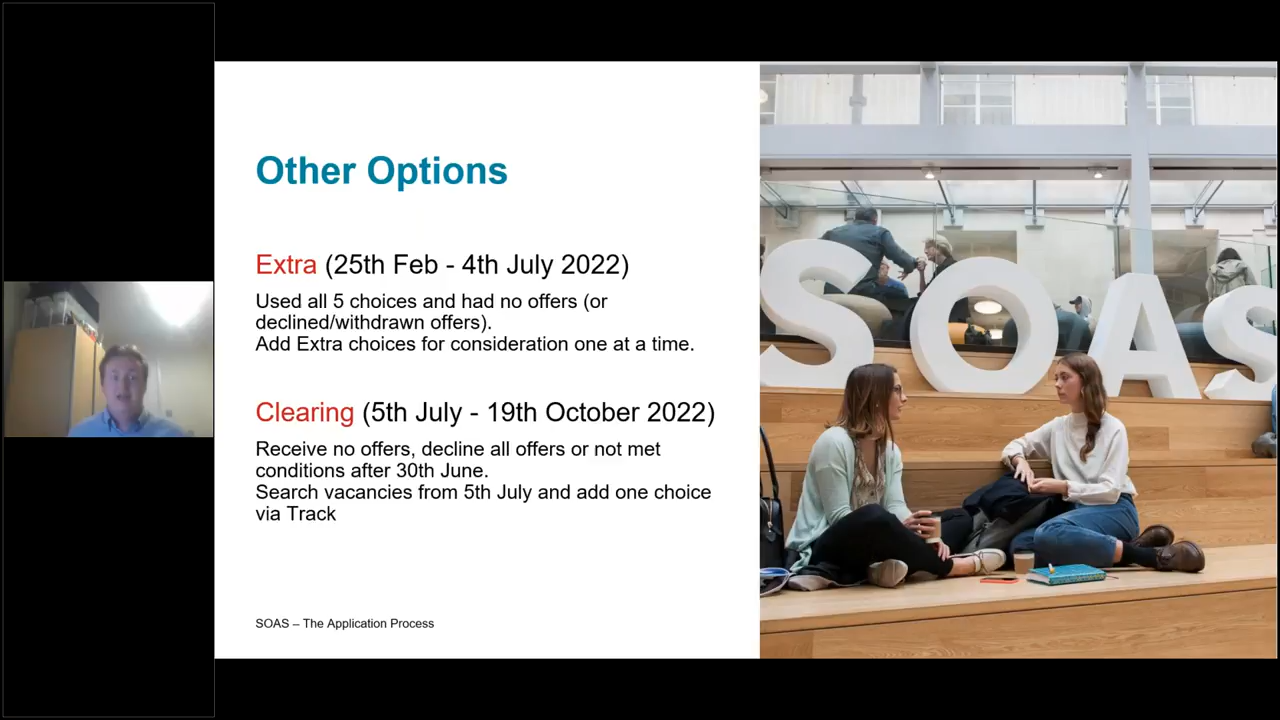 Other Options
Extra (25th Feb - 4th July 2022)
Used all 5 choices and had no offers (or
declined/withdrawn offers).
Add Extra choices for consideration one at a time.
Clearing (5th July - 19th October 2022)
Receive no offers, decline all offers or not met
conditions after 30th June.
Search vacancies from 5th July and add one choice
via Track
SOAS – The Application Process
SOAS